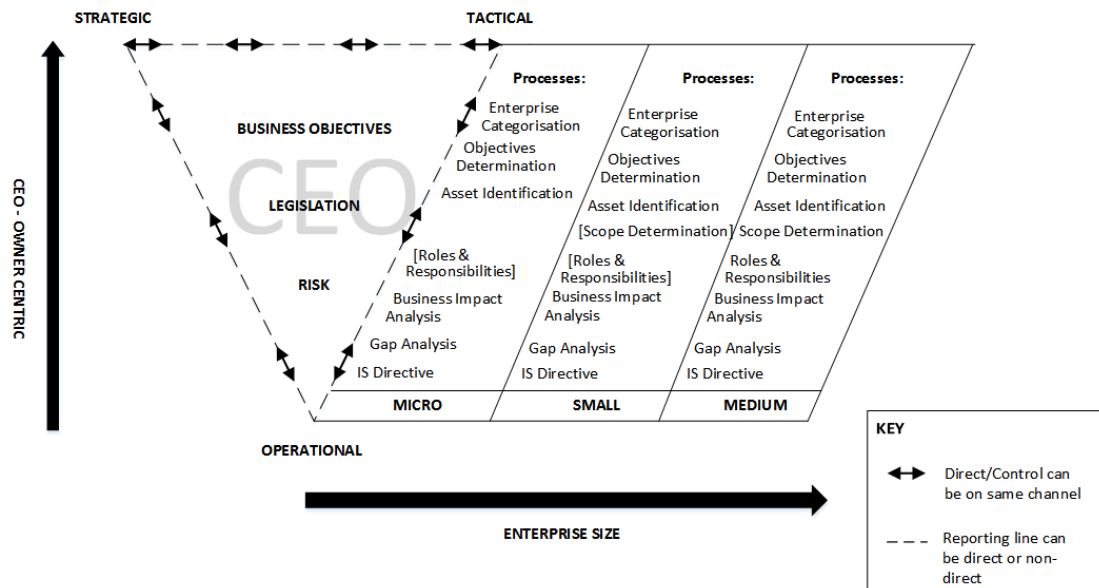 STRATEGIC
TACTICAL
CEO - OWNER CENTRIC
CEO
BUSINESS OBJECTIVES
LEGISLATION
RISK
Processes:
Enterprise
Categorisation
Objectives
Determination
Asset Identification
[Roles &
Responsibilities]
Business Impact
Analysis
Gap Analysis
IS Directive
MICRO
Processes:
Enterprise
Categorisation
Objectives
Determination
Asset Identification
[Scope Determination]
[Roles &
Responsibilities]
Business Impact
Analysis
Gap Analysis
IS Directive
SMALL
Processes:
Enterprise
Categorisation
Objectives
Determination
Asset Identification
Scope Determination
Roles &
Responsibilities
Business Impact
Analysis
Gap Analysis
IS Directive
MEDIUM
OPERATIONAL
ENTERPRISE SIZE
KEY
Direct/Control can
be on same channel
Reporting line can
be direct or non-
direct